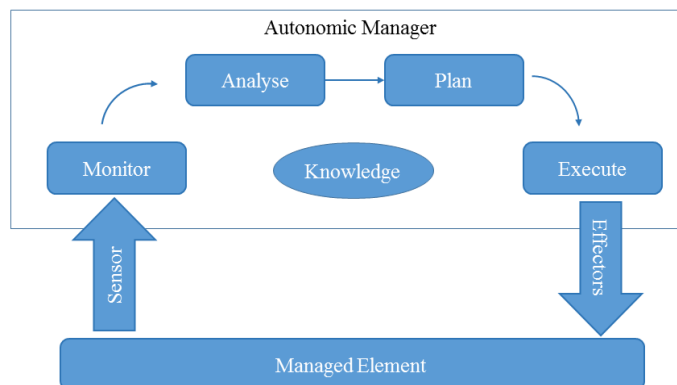 Autonomic Manager
Analyse
Plan
Monitor
Knowledge
Execute
Sensor
Effectors
Managed Element